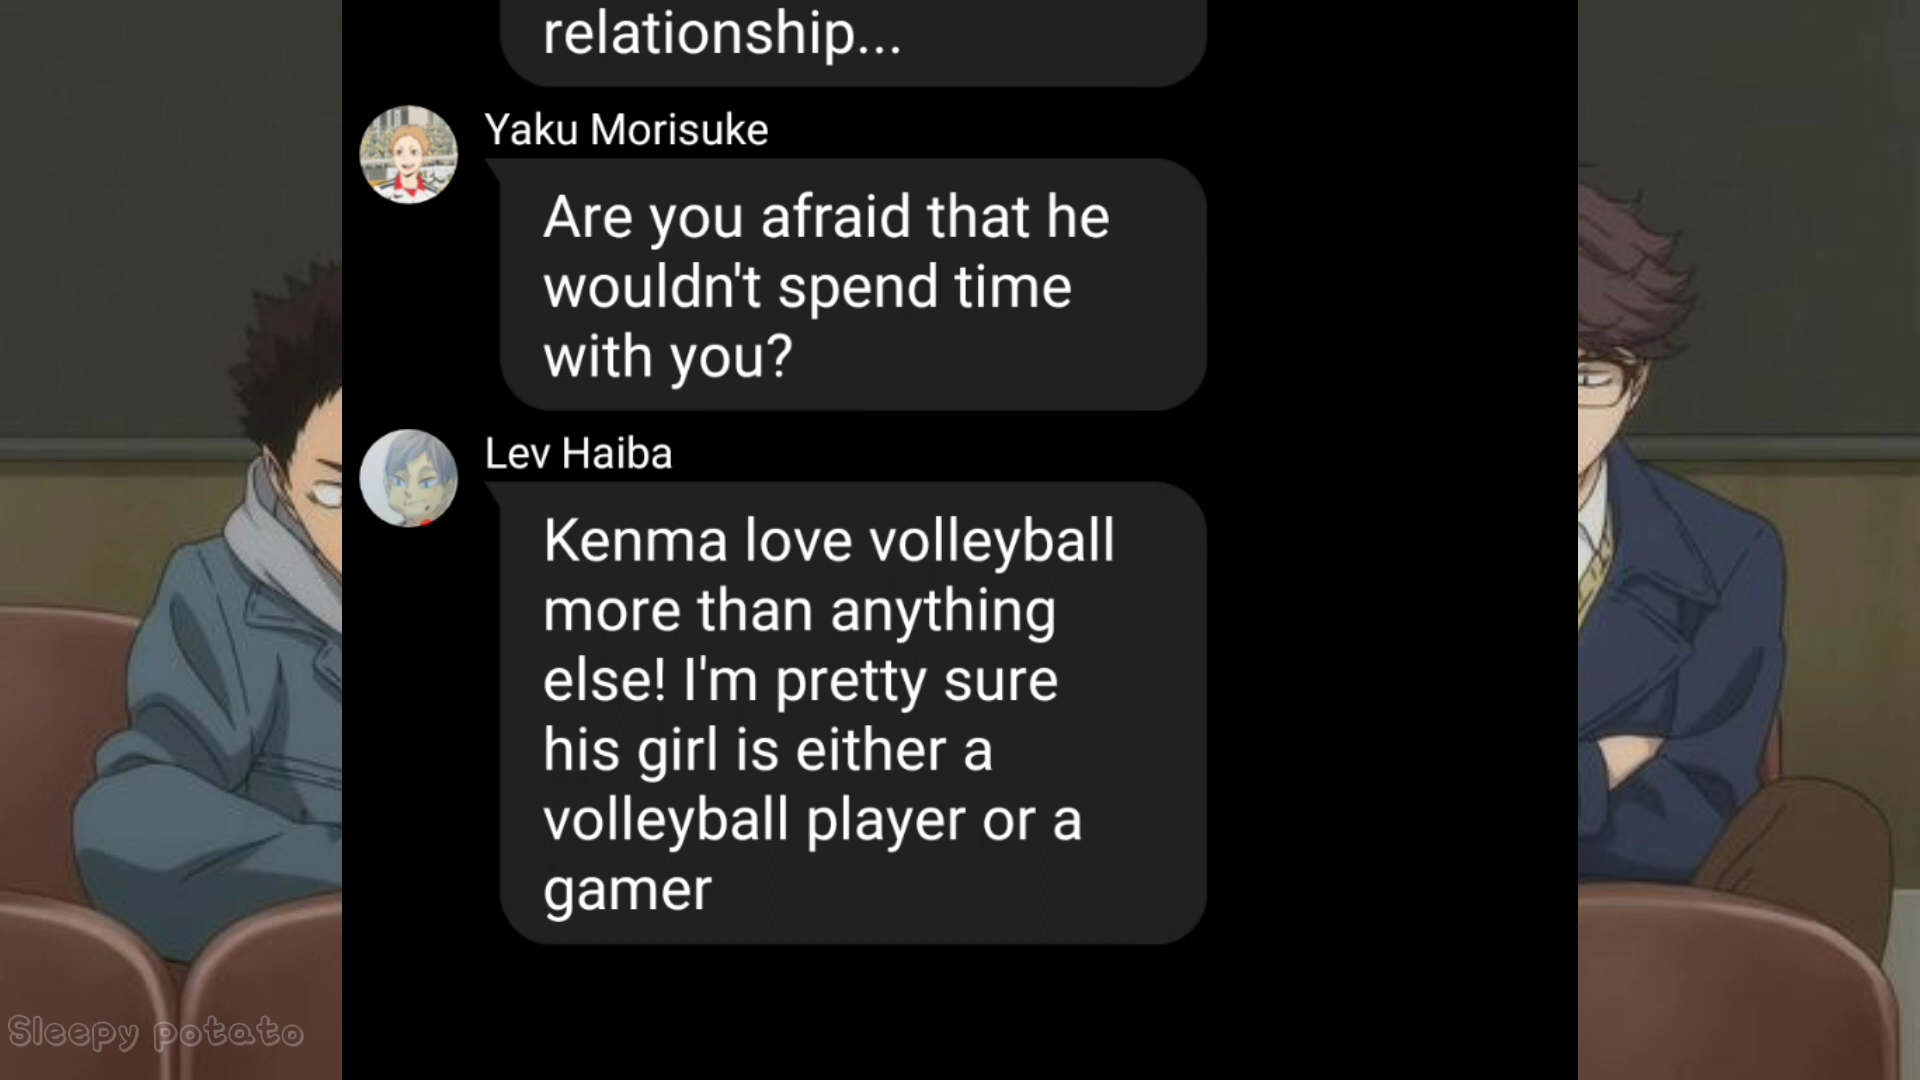 relationship...
Yaku Morisuke
Are you afraid that he
wouldn't spend time
with you?
Lev Haiba
Kenma love volleyball
more than anything
else! I'm pretty sure
his girl is either a
volleyball player or a
gamer
Sleepy potato